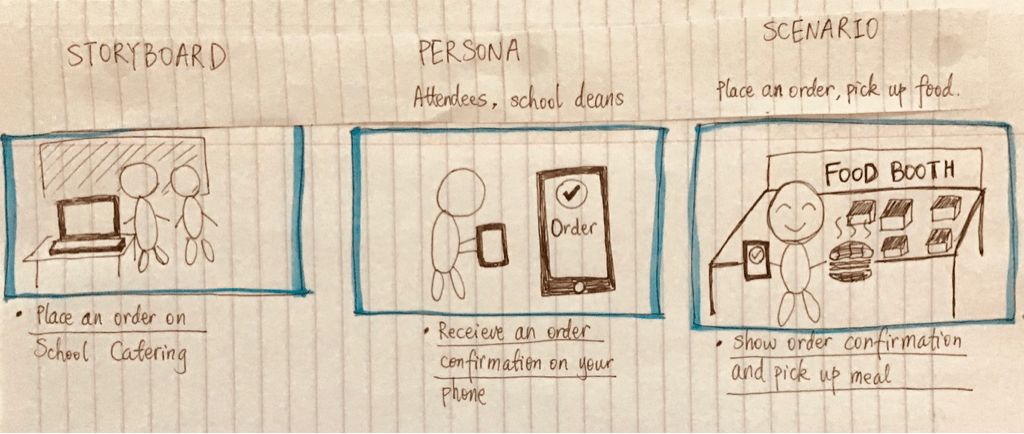 STORYBOARD
PERSONA
Attendees, school deans
SCENARIO
Place an order, pick up food.
Order
FOOD BOOTH
• Place an order on
School Catering
• Receieve an order
confirmation on your
phone
• Show order confirmation
and pick up meal